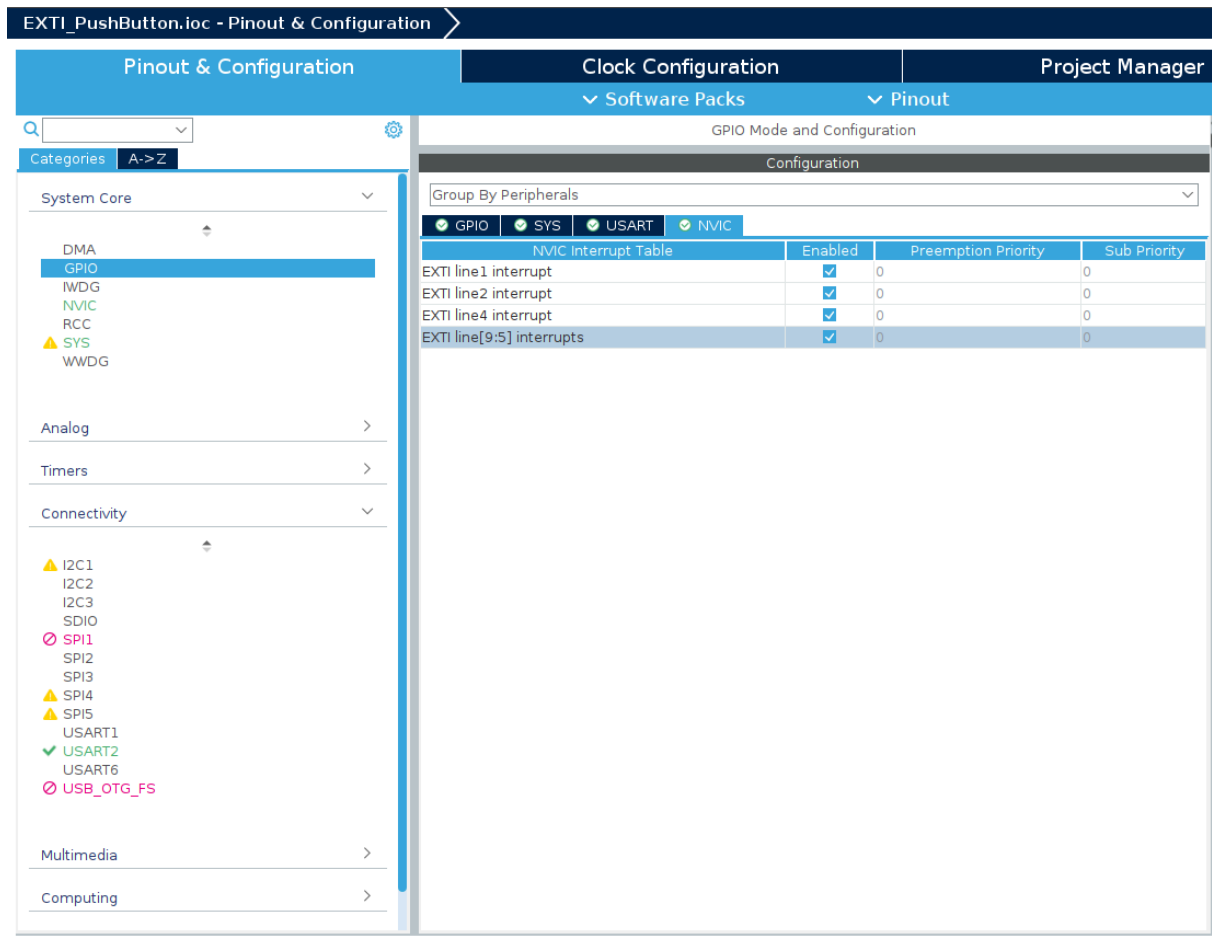 EXTI_PushButton.ioc - Pinout & Configuration
Pinout & Configuration
Clock Configuration
Project Manager
Software Packs
Pinout
Categories
A->Z
System Core
DMA
GPIO
IWDG
NVIC
RCC
SYS
WWDG
Analog
Timers
Connectivity
I2C1
I2C2
I2C3
SDIO
SPI1
SPI2
SPI3
SPI4
SPI5
USART1
USART2
USART6
USB_OTG_FS
Multimedia
Computing
GPIO Mode and Configuration
Configuration
Group By Peripherals
GPIO SYS USART NVIC
NVIC Interrupt Table Enabled Preemption Priority Sub Priority
EXTI line1 interrupt 0 0
EXTI line2 interrupt 0 0
EXTI line4 interrupt 0 0
EXTI line[9:5] interrupts 0 0